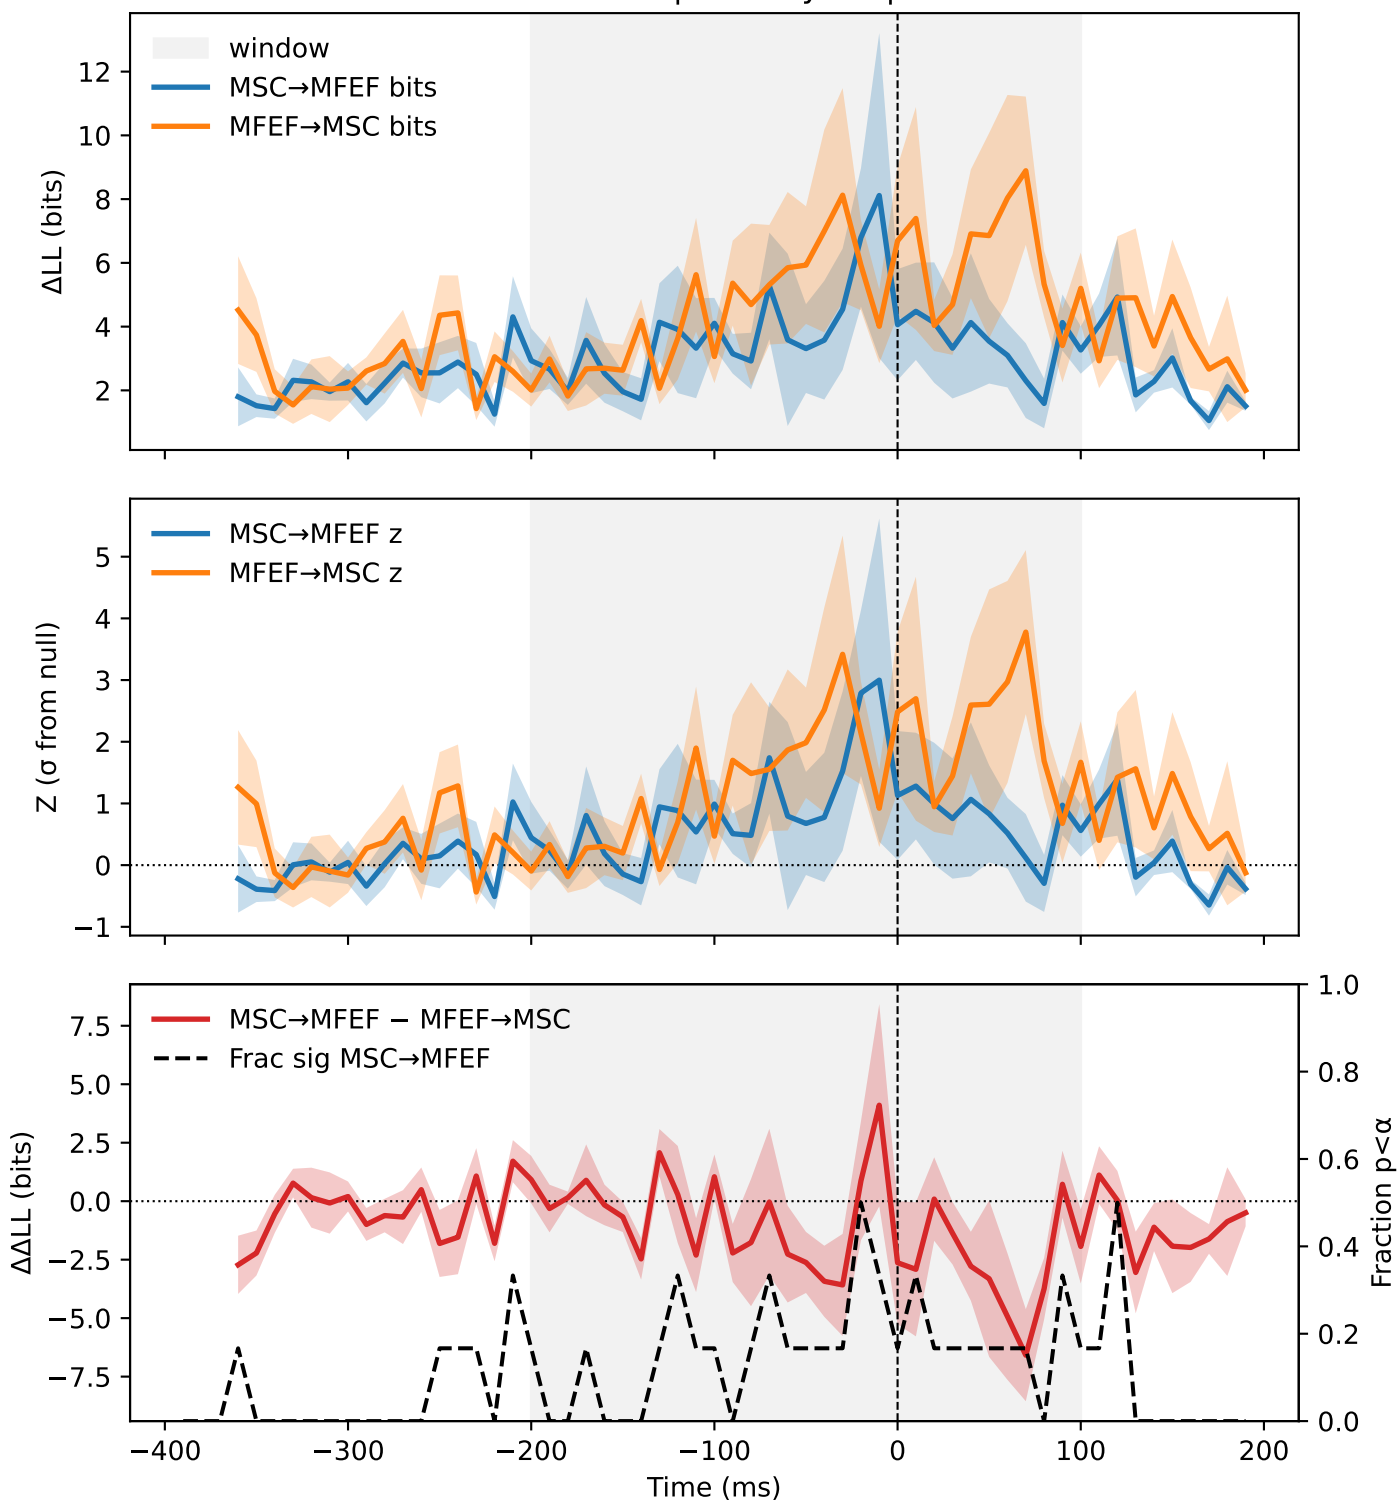 window
MSC→MFEF bits
MFEF→MSC bits
ΔLL (bits)
12
10
8
6
4
2
MSC→MFEF z
MFEF→MSC z
Z (σ from null)
5
4
3
2
1
0
−1
MSC→MFEF − MFEF→MSC
Frac sig MSC→MFEF
ΔΔLL (bits)
7.5
5.0
2.5
0.0
−2.5
−5.0
−7.5
1.0
0.8
0.6
0.4
0.2
0.0
Fraction p<α
−400
−300
−200
−100
0
100
200
Time (ms)